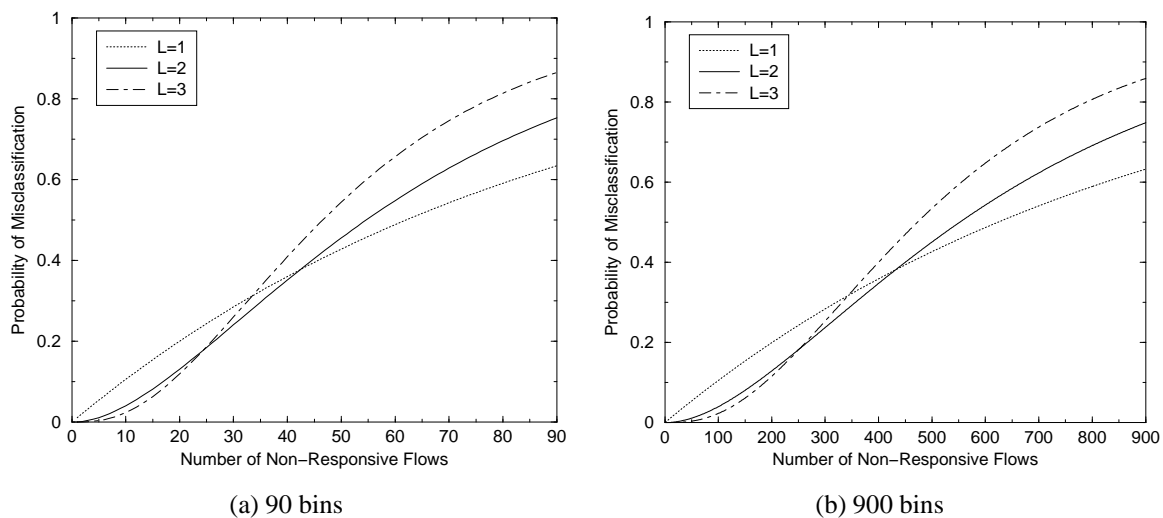 1
0.8
0.6
0.4
0.2
0
Probability of Misclassification
L=1
L=2
L=3
0 10 20 30 40 50 60 70 80 90
Number of Non−Responsive Flows
(a) 90 bins
1
0.8
0.6
0.4
0.2
0
Probability of Misclassification
L=1
L=2
L=3
0 100 200 300 400 500 600 700 800 900
Number of Non−Responsive Flows
(b) 900 bins